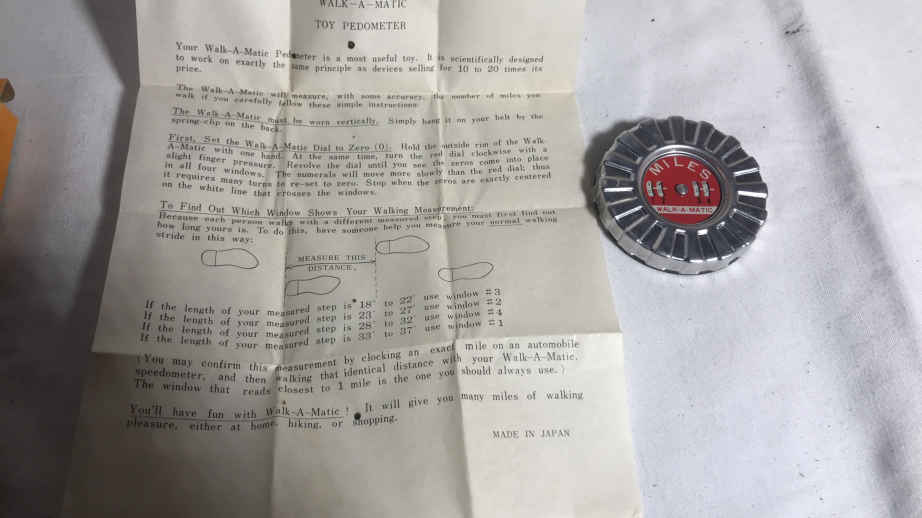 WALK-A-MATIC
TOY PEDOMETER
Your Walk-A-Matic Pedometer is a most useful toy. It is scientifically designed
to work on exactly the same principle as devices selling for 10 to 20 times its
price.
The Walk-A-Matic will measure, with some accuracy, the number of miles you
walk if you carefully follow these simple instructions
The Walk-A-Matic must be worn vertically. Simply hang it on your belt by the
spring-clip on the back.
First, Set the Walk-A-Matic Dial to Zero (0). Hold the outside rim of the Walk-
A-Matic with one hand. At the same time, turn the red dial clockwise with a
slight finger pressure. Revolve the dial until you see the zeros come into place
in all four windows. The numerals will move more slowly than the red dial; thus
it requires many turns to re-set to zero. Stop when the zeros are exactly centered
on the white line that crosses the windows.
To Find Out Which Window Shows Your Walking Measurement:
Because each person walks with a different measured step, you must first find out
how long yours is. To do this, have someone help you measure your normal walking
stride in this way:
MEASURE THIS
DISTANCE.
If the length of your measured step is 18" to 22" use window #3
If the length of your measured step is 23" to 27" use window #2
If the length of your measured step is 28" to 32" use window #4
If the length of your measured step is 33" to 37" use window #1
(You may confirm this measurement by clocking an exact mile on an automobile
speedometer, and then walking that identical distance with your Walk-A-Matic.
The window that reads closest to 1 mile is the one you should always use.)
You'll have fun with Walk-A-Matic! It will give you many miles of walking
pleasure, either at home, hiking, or shopping.
MADE IN JAPAN
MILES
WALK-A-MATIC